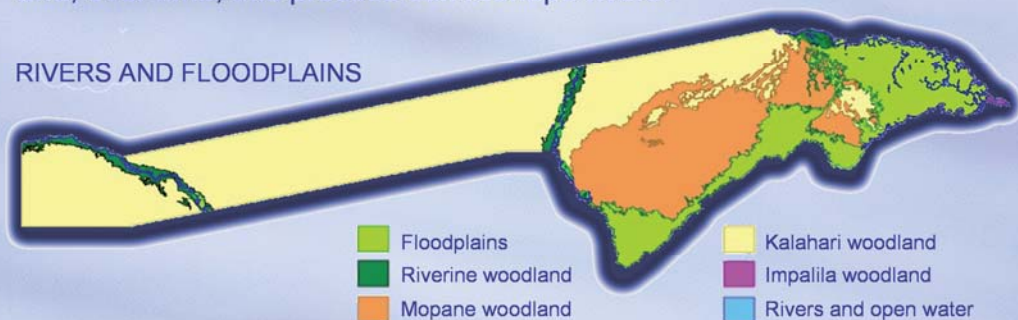 RIVERS AND FLOODPLAINS
Floodplains
Riverine woodland
Mopane woodland
Kalahari woodland
Impalila woodland
Rivers and open water